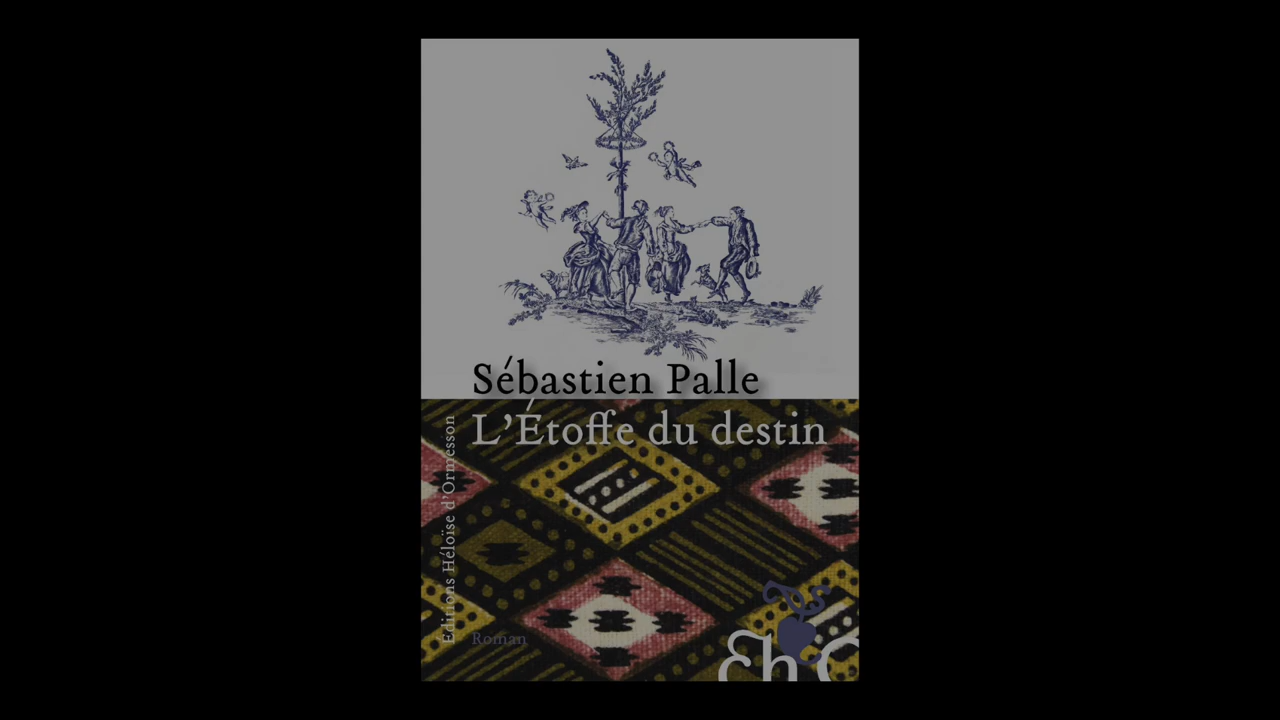 Sébastien Palle
L'Étoffe du destin
Editions Héloïse d'Ormesson
Roman